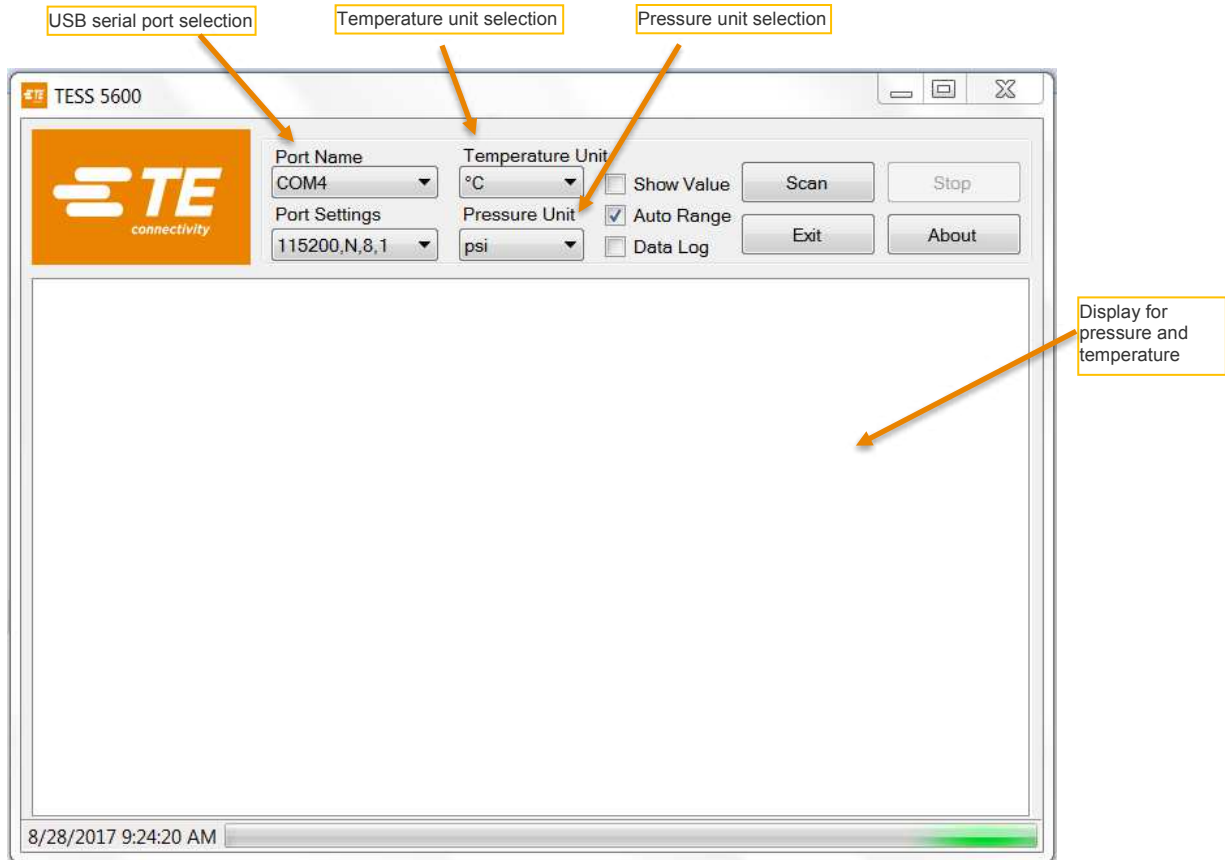 USB serial port selection
Temperature unit selection
Pressure unit selection
TE
TESS 5600
TE
connectivity
Port Name
COM4
Temperature Unit
°C
Show Value
Scan
Stop
Port Settings
115200,N,8,1
Pressure Unit
psi
Auto Range
Data Log
Exit
About
Display for
pressure and
temperature
8/28/2017 9:24:20 AM